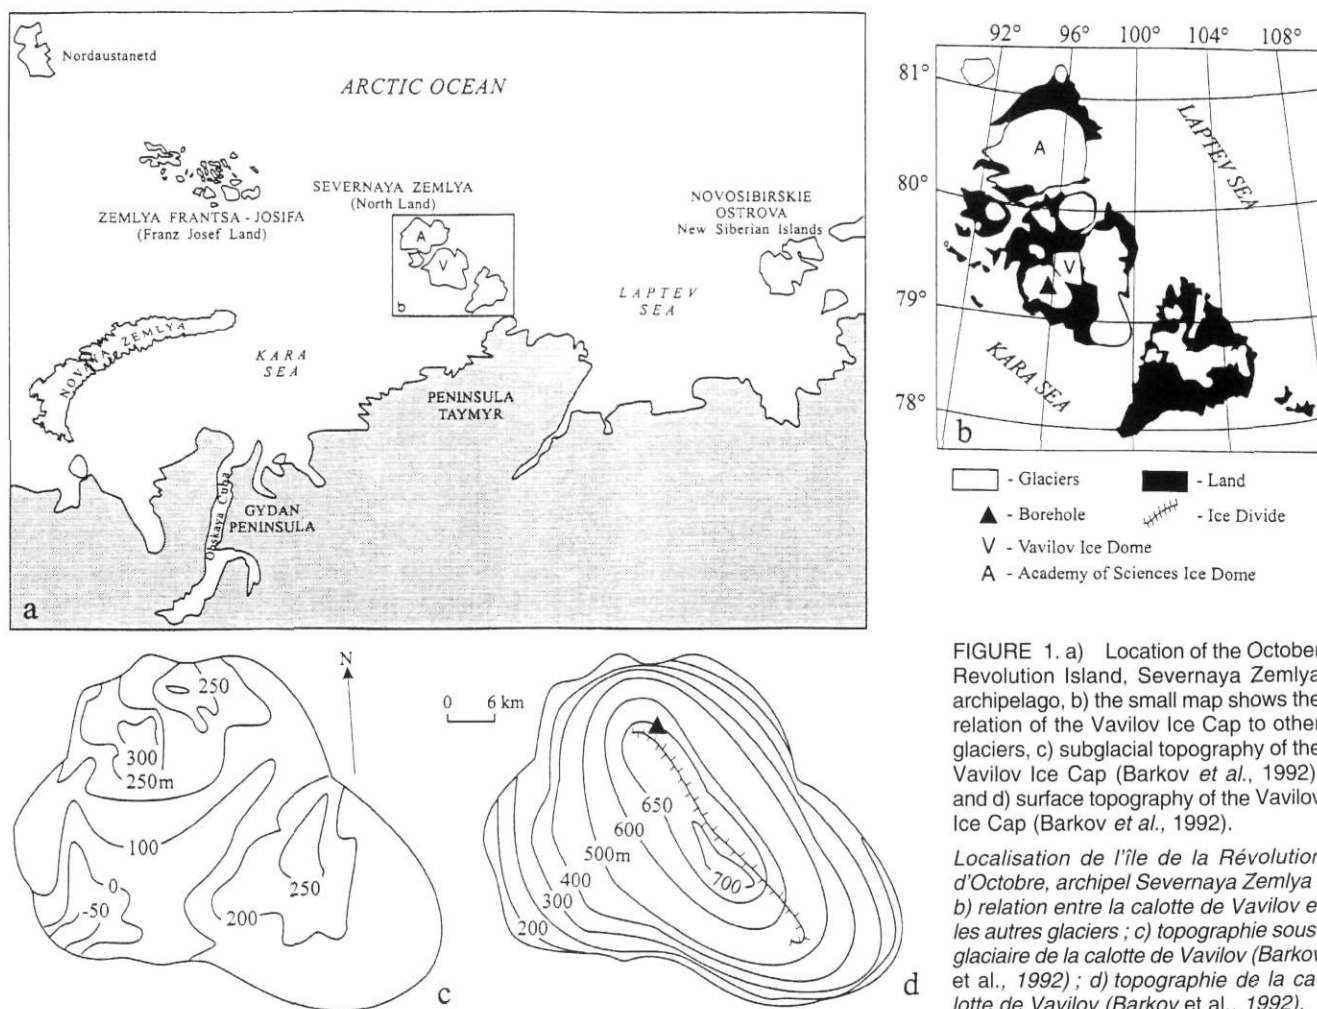 Nordaustanetd
ARCTIC OCEAN
SEVERNAYA ZEMLYA
(North Land)
ZEMLYA FRANTSA - JOSIFA
(Franz Josef Land)
NOVOSIBIRSKIE
OSTROVA
New Siberian Islands
A
V
b
LAPTEV
SEA
NOVAYA ZEMLYA
KARA
SEA
PENINSULA
TAYMYR
Obskaya Cuba
GYDAN
PENINSULA
a
92° 96° 100° 104° 108°
81°
80°
79°
78°
A
V
LAPTEV SEA
KARA SEA
b
- Glaciers
- Land
- Borehole
- Ice Divide
V - Vavilov Ice Dome
A - Academy of Sciences Ice Dome
N
0 6 km
250
300
250m
100
0
-50
200
250
c
650
600
500m
400
300
200
700
d
FIGURE 1. a) Location of the October
Revolution Island, Severnaya Zemlya
archipelago, b) the small map shows the
relation of the Vavilov Ice Cap to other
glaciers, c) subglacial topography of the
Vavilov Ice Cap (Barkov et al., 1992)
and d) surface topography of the Vavilov
Ice Cap (Barkov et al., 1992).
Localisation de l'île de la Révolution
d'Octobre, archipel Severnaya Zemlya
b) relation entre la calotte de Vavilov e
les autres glaciers ; c) topographie sous
glaciaire de la calotte de Vavilov (Barkov
et al., 1992) ; d) topographie de la ca-
lotte de Vavilov (Barkov et al., 1992).